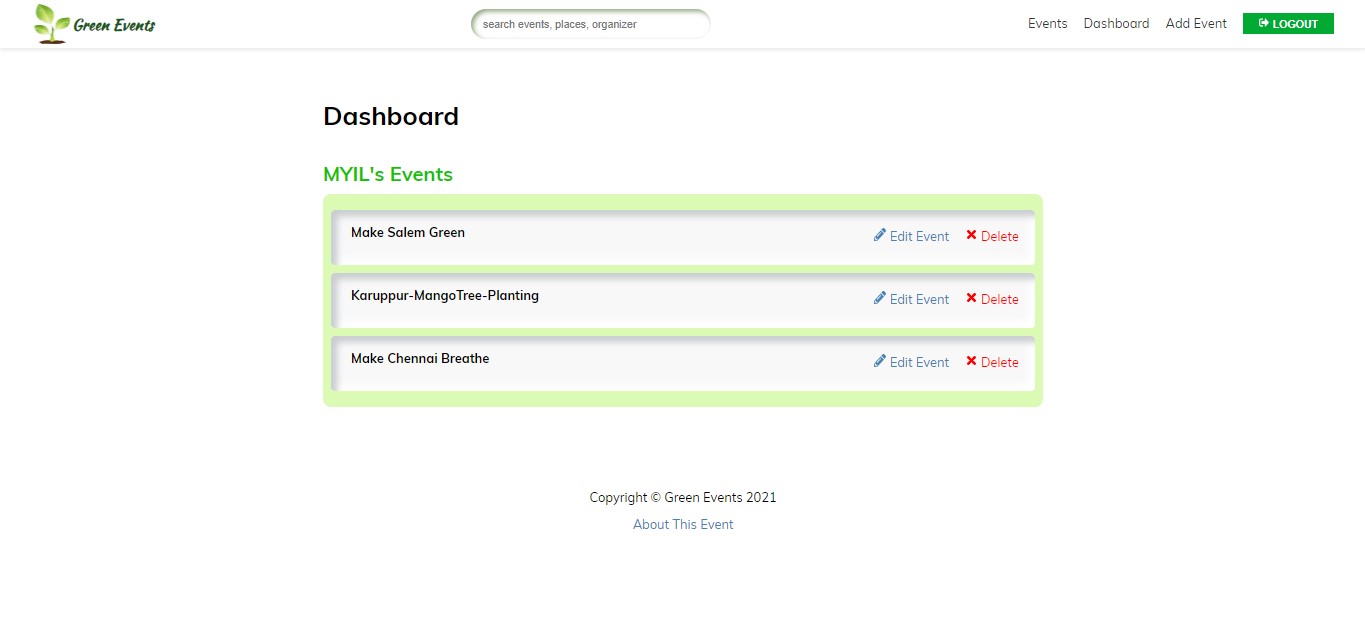 Green Events
search events, places, organizer
Events Dashboard Add Event LOGOUT
Dashboard
MYIL's Events
Make Salem Green Edit Event Delete
Karuppur-MangoTree-Planting Edit Event Delete
Make Chennai Breathe Edit Event Delete
Copyright © Green Events 2021
About This Event